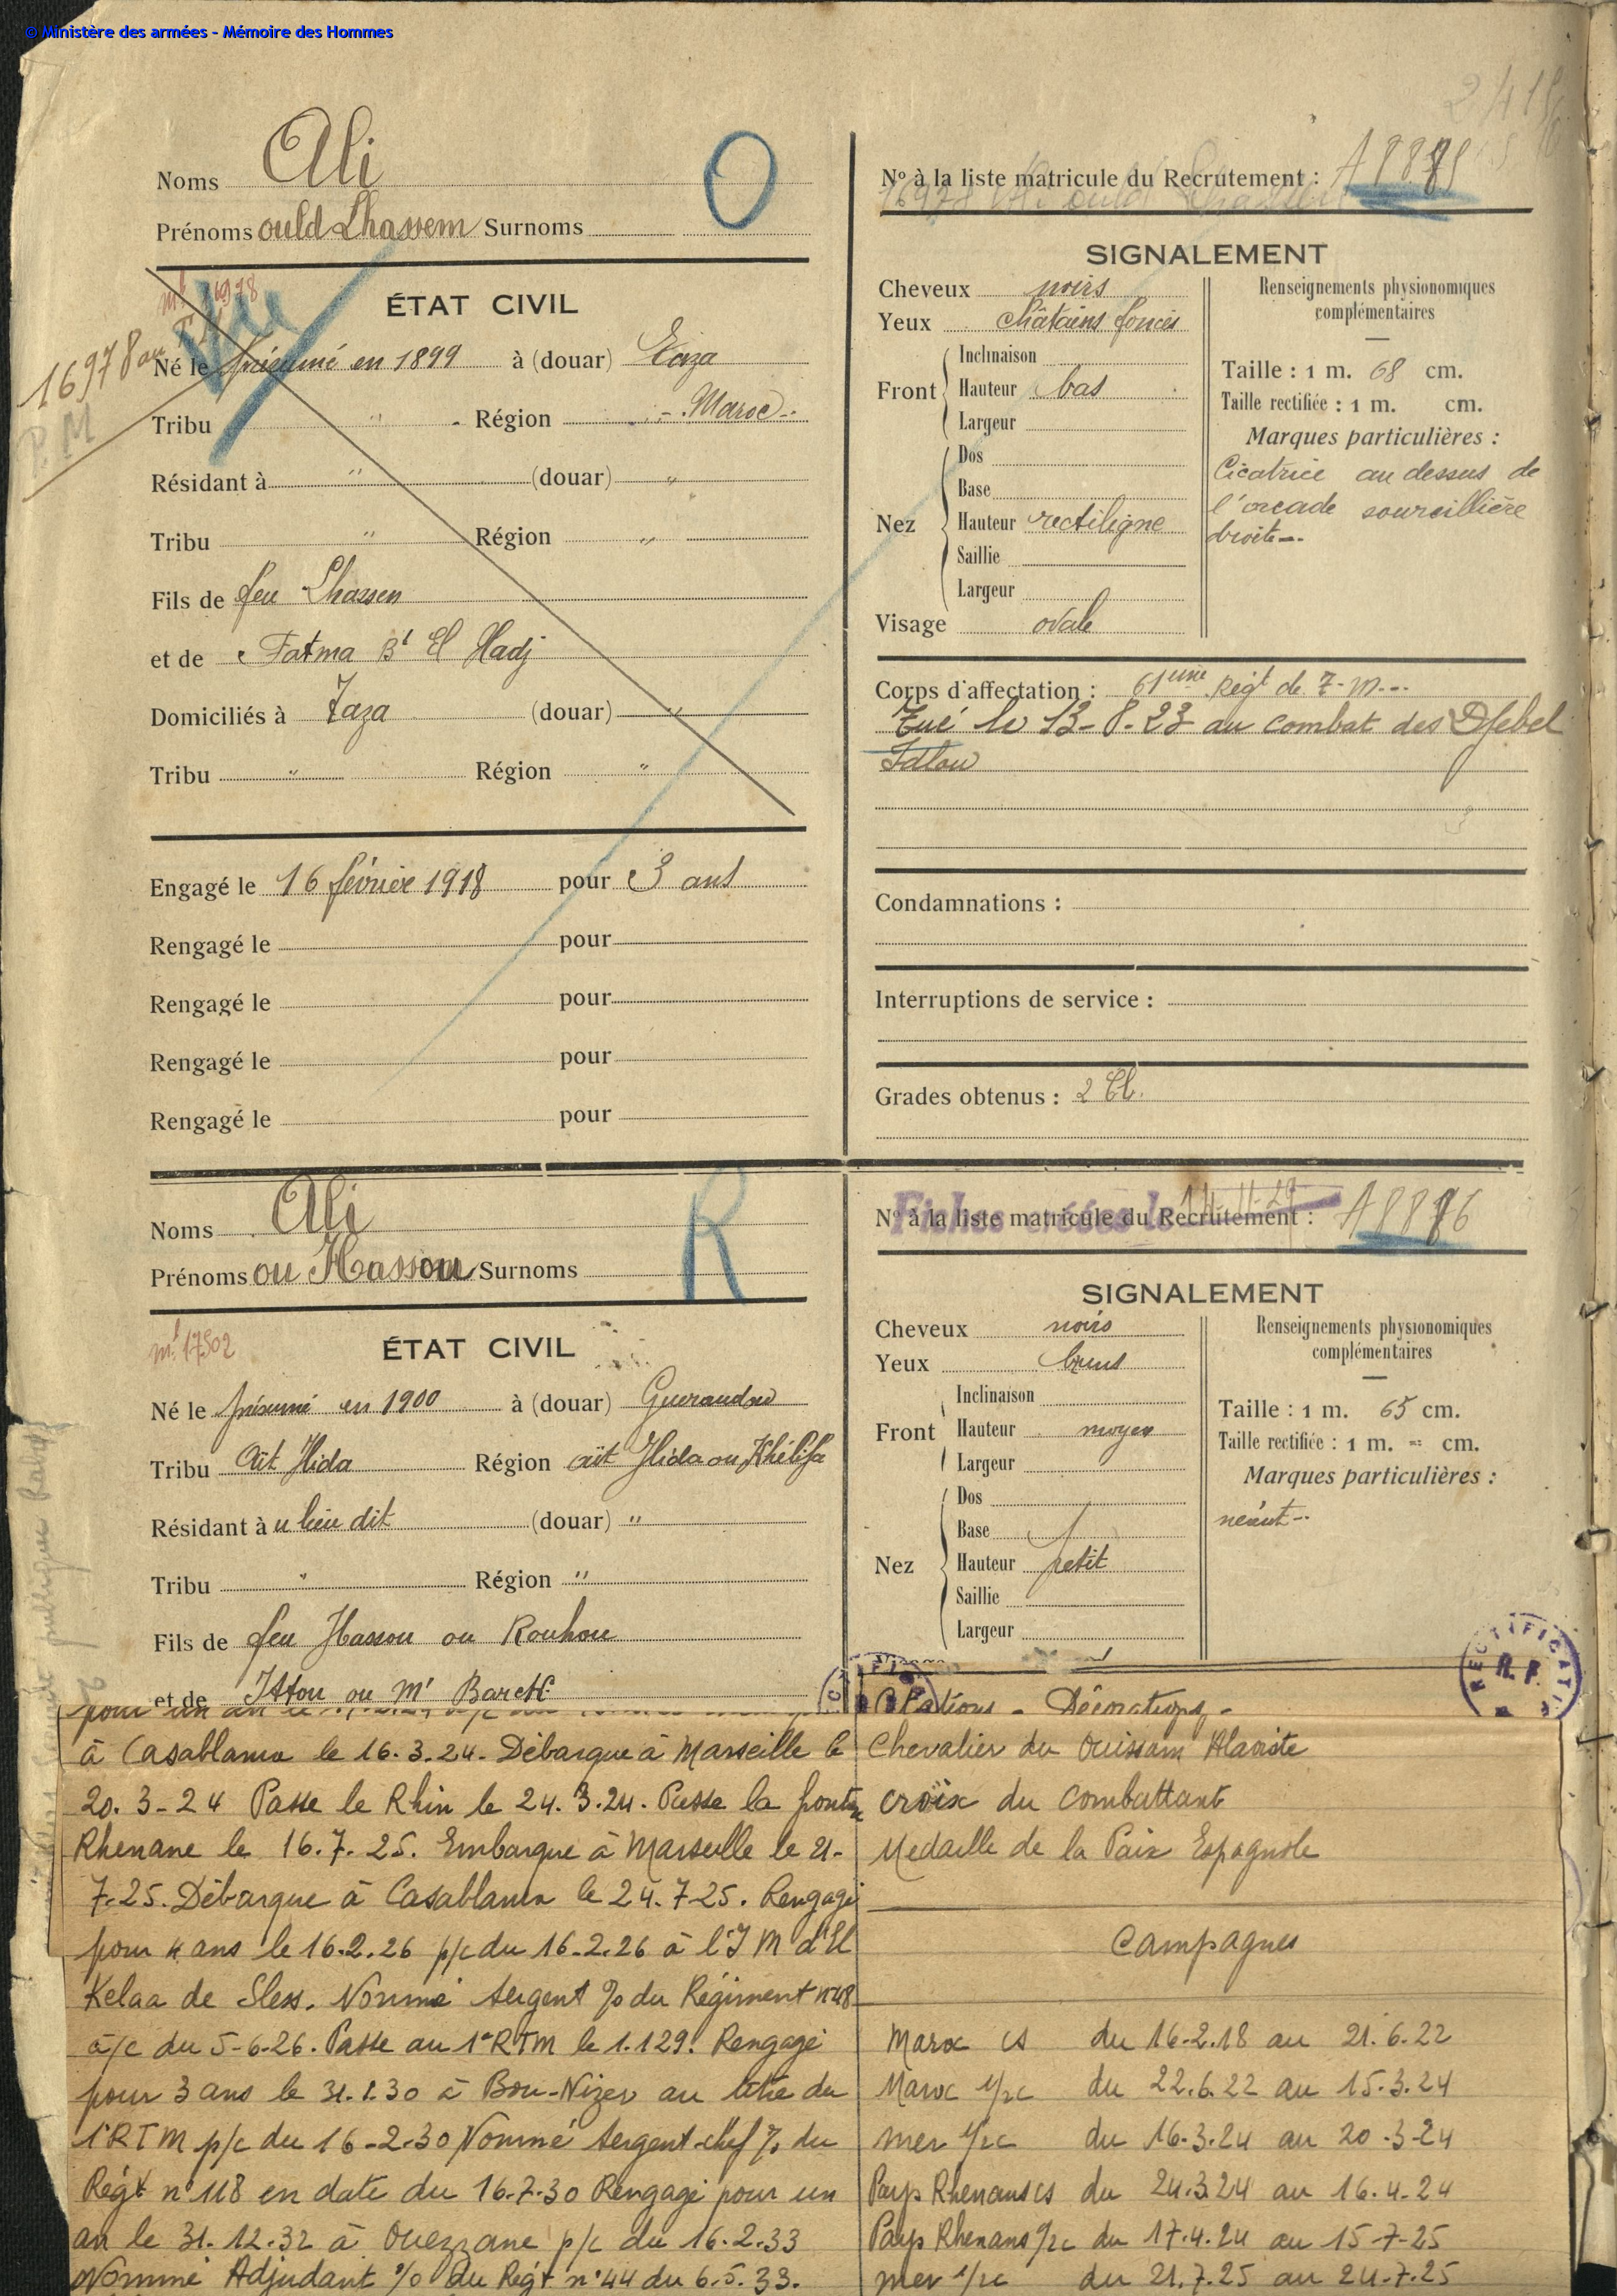 © Ministère des armées - Mémoire des Hommes
Noms Ali
O
Prénoms ould Lhassem Surnoms
ÉTAT CIVIL
Mle 16978
16978
P.M
Né le présumé en 1899 à (douar) Taza
Tribu " Région - Maroc -
Résidant à " (douar) "
Tribu " Région "
Fils de feu Lhassen
et de Fatma Bt El Hadj
Domiciliés à Taza (douar) "
Tribu " Région "
Engagé le 16 février 1918 pour 3 ans
Rengagé le pour
Rengagé le pour
Rengagé le pour
Rengagé le pour
No à la liste matricule du Recrutement : A8885
SIGNALEMENT
Cheveux noirs
Yeux châtains foncés
Front
Inclinaison
Hauteur bas
Largeur
Nez
Dos
Base
Hauteur rectiligne
Saillie
Largeur
Visage ovale
Renseignements physionomiques
complémentaires
Taille : 1 m. 68 cm.
Taille rectifiée : 1 m. cm.
Marques particulières :
Cicatrice au dessus de
l'arcade sourcillière
droite -
Corps d'affectation : 61ème Régt de T. M...
Tué le 13-8-23 au combat des Djebel
Idlan
Condamnations :
Interruptions de service :
Grades obtenus : 2 Cl.
Noms Ali
R
Prénoms ou Hassou Surnoms
ÉTAT CIVIL
Mle 17302
Né le présumé en 1900 à (douar)
Tribu Aït Hida Région aït Hida ou Khélifa
Résidant à u lieu dit (douar) "
Tribu " Région "
Fils de feu Hassou ou Rouhou
et de Ittou ou Mt Barek
No à la liste matricule du Recrutement : A8886
Fiches créées le 14-11-29
SIGNALEMENT
Cheveux noirs
Yeux bruns
Front
Inclinaison
Hauteur moyen
Largeur
Nez
Dos
Base
Hauteur petit
Saillie
Largeur
Renseignements physionomiques
complémentaires
Taille : 1 m. 65 cm.
Taille rectifiée : 1 m. = cm.
Marques particulières :
néant -
RECTIFICATIF
R.P.
pour un an le
à Casablanca le 16.3.24. Débarque à Marseille le
20.3-24 Passe le Rhin le 24.3.24. Passe la frontre
Rhenane le 16.7.25. Embarque à Marseille le 21-
7-25. Débarque à Casablanca le 24.7-25. Rengagé
pour 4 ans le 16.2.26 p/c du 16-2.26 à l'I M d'El
Kelaa de Sless. Nommé Sergent %o du Régiment n°48
à/c du 5-6-26. Passe au 1°RTM le 1.1.29! Rengagé
pour 3 ans le 31.1.30 à Bou-Nizer au titre du
1°RTM p/c du 16-2-30 Nommé Sergent-chef %o du
Régt n°118 en date du 16.7.30 Rengagé pour un
an le 31.12.32 à Ouezzane p/c du 16.2.33
Nommé Adjudant %o du Régt n°44 du 6.5.33.
Citations - Décorations -
Chevalier du Ouissam Alaouite
croix du combattant
Medaille de la Paix Espagnole
Campagnes
Maroc CS du 16-2.18 au 21.6.22
Maroc 1/2c du 22.6.22 au 15.3.24
mer 1/2c du 16-3.24 au 20-3-24
Pays Rhenans CS du 24.3.24 au 16.4-24
Pays Rhenans 1/2c du 17.4.24 au 15-7-25
mer 1/2c du 21.7.25 au 24-7.25